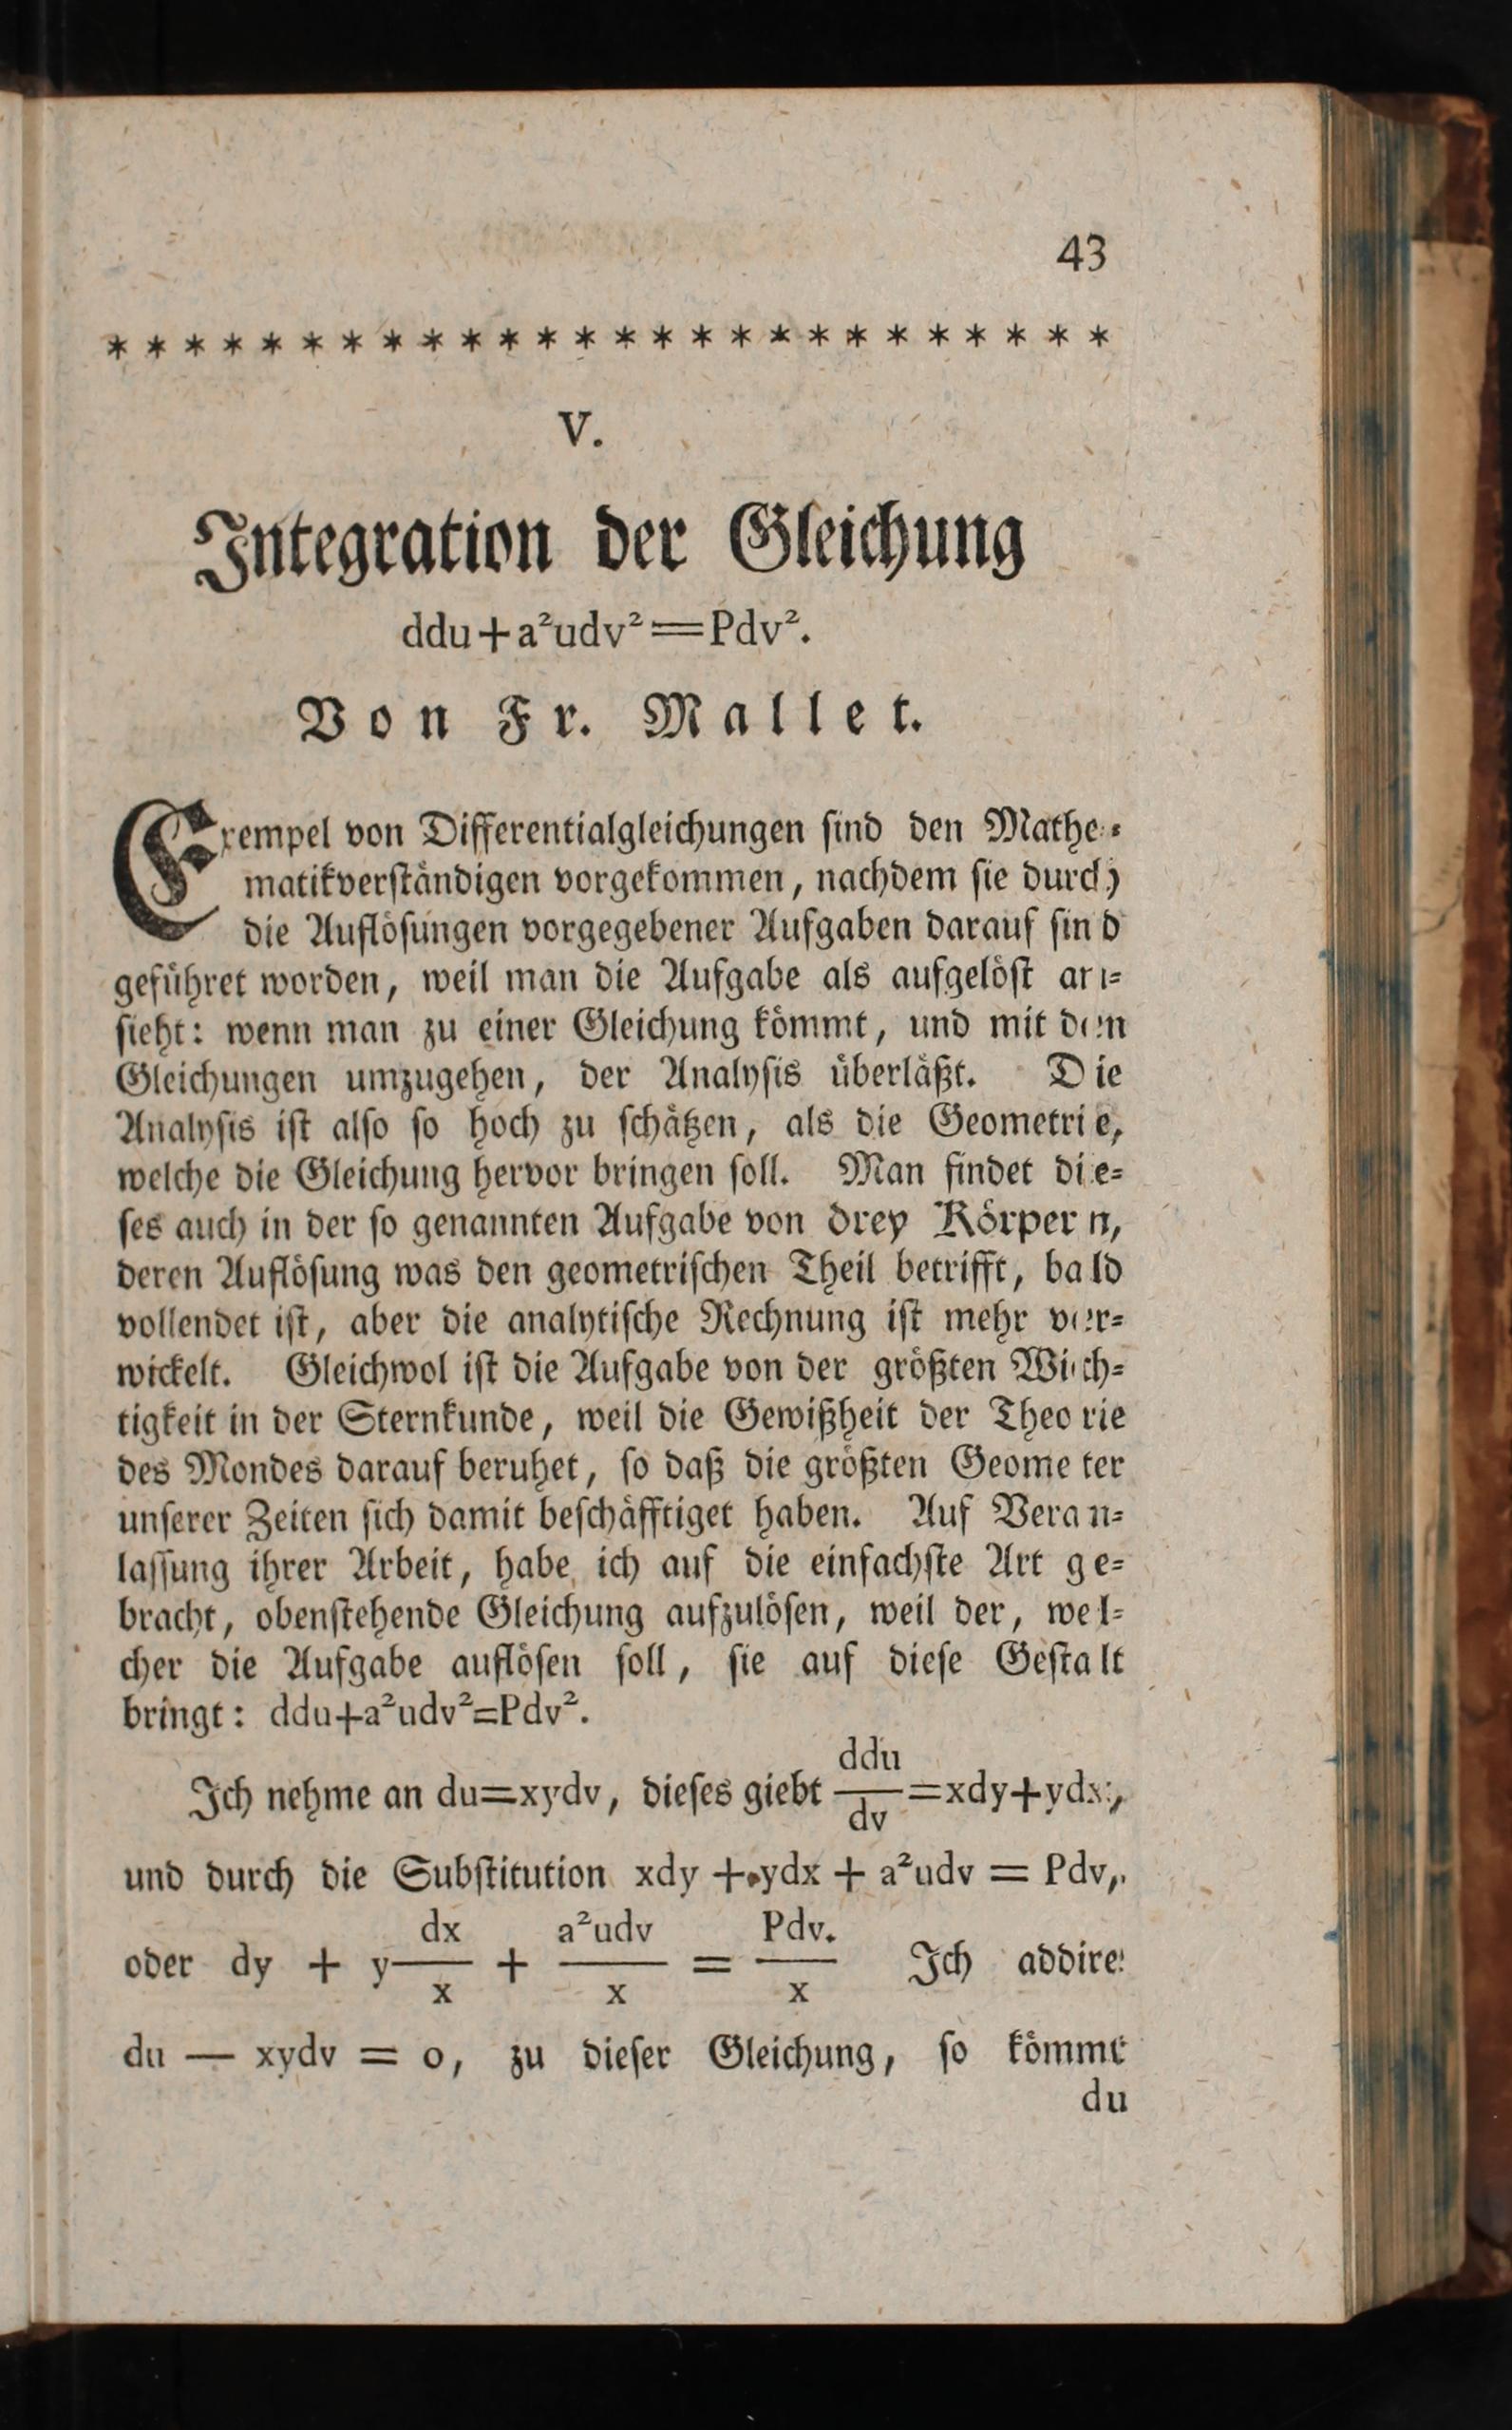 43
* * * * * * * * * * * * * * * * * * * * * * * * * *
V.
Integration der Gleichung
ddu+a²udv²=Pdv².
Von Fr. Mallet.
Exempel von Differentialgleichungen ſind den Mathe⸗
matikverſtändigen vorgekommen, nachdem ſie durch
die Auflöſungen vorgegebener Aufgaben darauf ſind
geführet worden, weil man die Aufgabe als aufgelöſt an⸗
ſieht: wenn man zu einer Gleichung kömmt, und mit den
Gleichungen umzugehen, der Analyſis überläßt. Die
Analyſis iſt alſo ſo hoch zu ſchätzen, als die Geometrie,
welche die Gleichung hervor bringen ſoll. Man findet die⸗
ſes auch in der ſo genannten Aufgabe von drey Körpern,
deren Auflöſung was den geometriſchen Theil betrifft, bald
vollendet iſt, aber die analytiſche Rechnung iſt mehr ver⸗
wickelt. Gleichwol iſt die Aufgabe von der größten Wich⸗
tigkeit in der Sternkunde, weil die Gewißheit der Theorie
des Mondes darauf beruhet, ſo daß die größten Geometer
unſerer Zeiten ſich damit beſchäfftiget haben. Auf Veran⸗
laſſung ihrer Arbeit, habe ich auf die einfachſte Art ge⸗
bracht, obenſtehende Gleichung aufzulöſen, weil der, wel⸗
cher die Aufgabe auflöſen ſoll, ſie auf dieſe Geſtalt
bringt: ddu+a²udv²=Pdv².
Ich nehme an du=xydv, dieſes giebt ddu/dv=xdy+ydx,
und durch die Subſtitution xdy + ydx + a²udv = Pdv,
oder dy + y dx/x + a²udv/x = Pdv./x Ich addire
du — xydv = 0, zu dieſer Gleichung, ſo kömmt
du